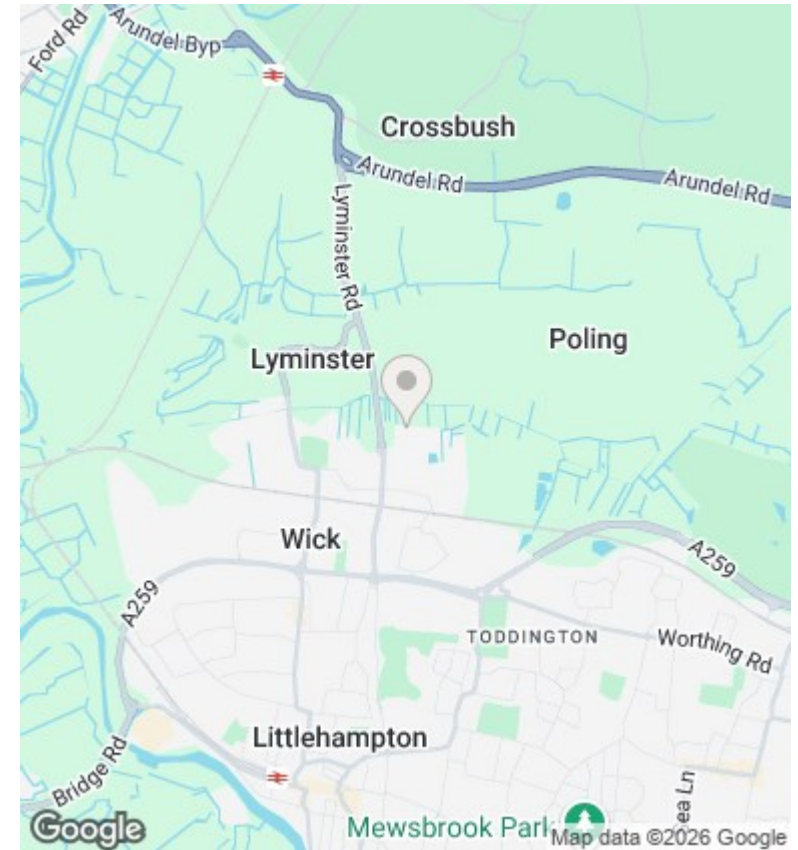 Ford Rd
Arundel Byp
Crossbush
Arundel Rd
Arundel Rd
Lyminster Rd
Poling
Lyminster
Wick
A259
A259
TODDINGTON
Worthing Rd
Littlehampton
Bridge Rd
Mewsbrook Park
Google
Map data ©2026 Google